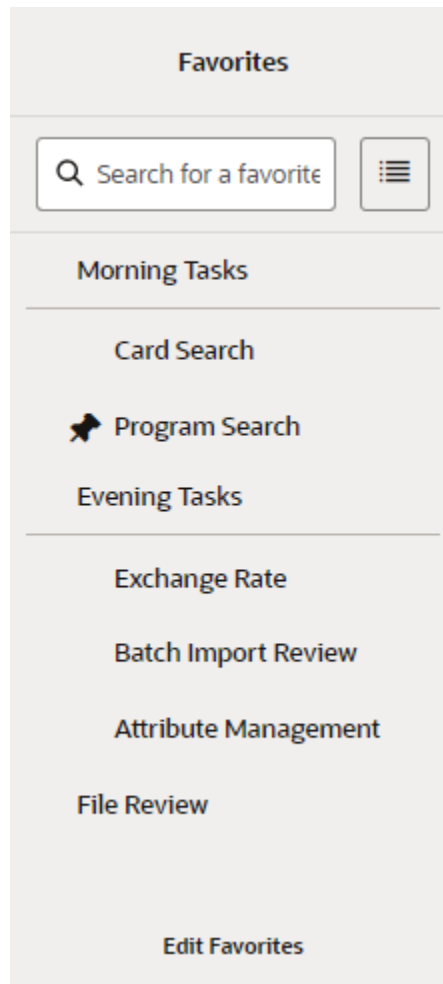 Favorites
Search for a favorite
Morning Tasks
Card Search
Program Search
Evening Tasks
Exchange Rate
Batch Import Review
Attribute Management
File Review
Edit Favorites